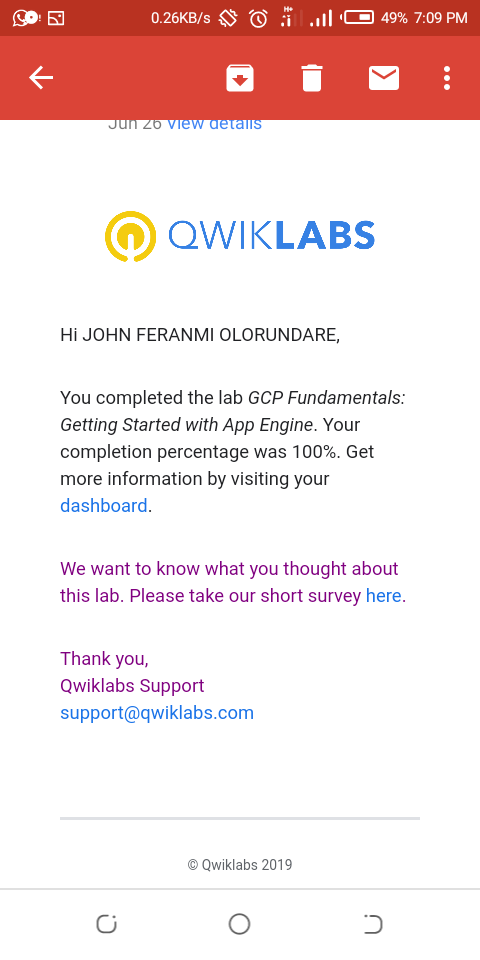 0.26KB/s H+ 49% 7:09 PM
Jun 26 View details
QWIKLABS
Hi JOHN FERANMI OLORUNDARE,
You completed the lab GCP Fundamentals:
Getting Started with App Engine. Your
completion percentage was 100%. Get
more information by visiting your
dashboard.
We want to know what you thought about
this lab. Please take our short survey here.
Thank you,
Qwiklabs Support
support@qwiklabs.com
© Qwiklabs 2019